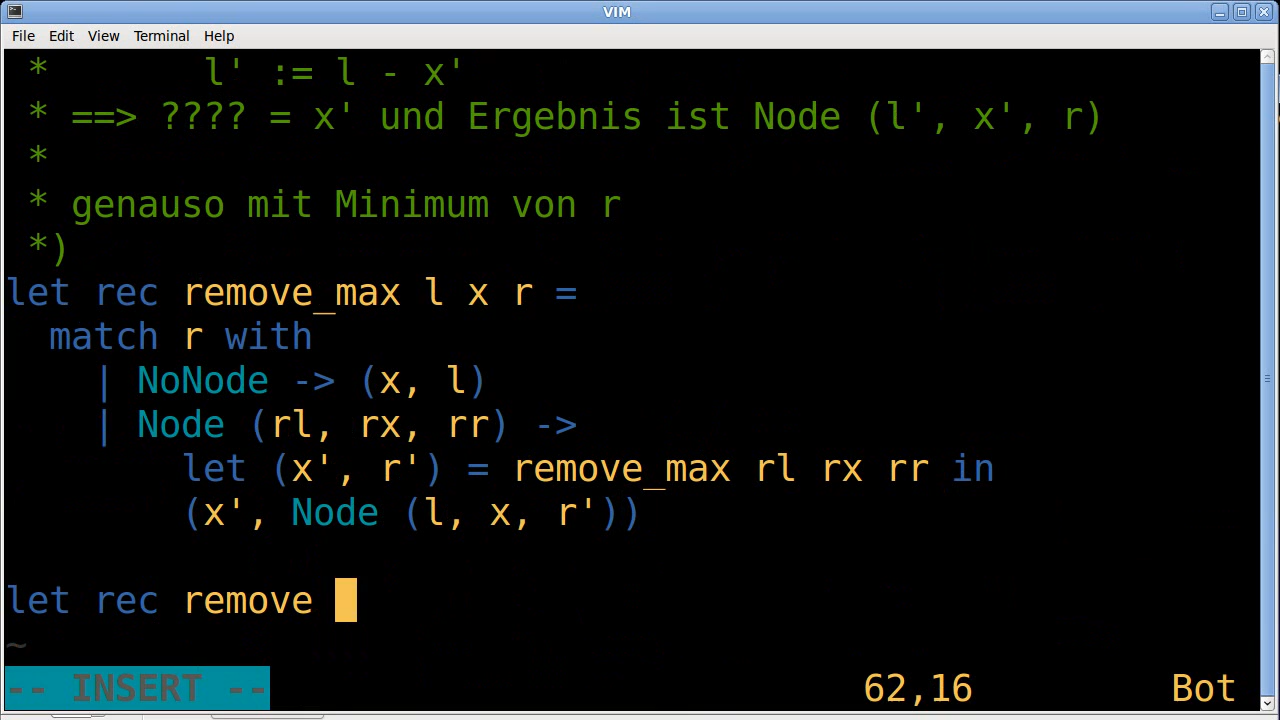 VIM
File Edit View Terminal Help
*       l' := l - x'
* ==> ???? = x' und Ergebnis ist Node (l', x', r)
*
* genauso mit Minimum von r
*)
let rec remove_max l x r =
  match r with
    | NoNode -> (x, l)
    | Node (rl, rx, rr) ->
        let (x', r') = remove_max rl rx rr in
        (x', Node (l, x, r'))
let rec remove
~
-- INSERT -- 62,16 Bot